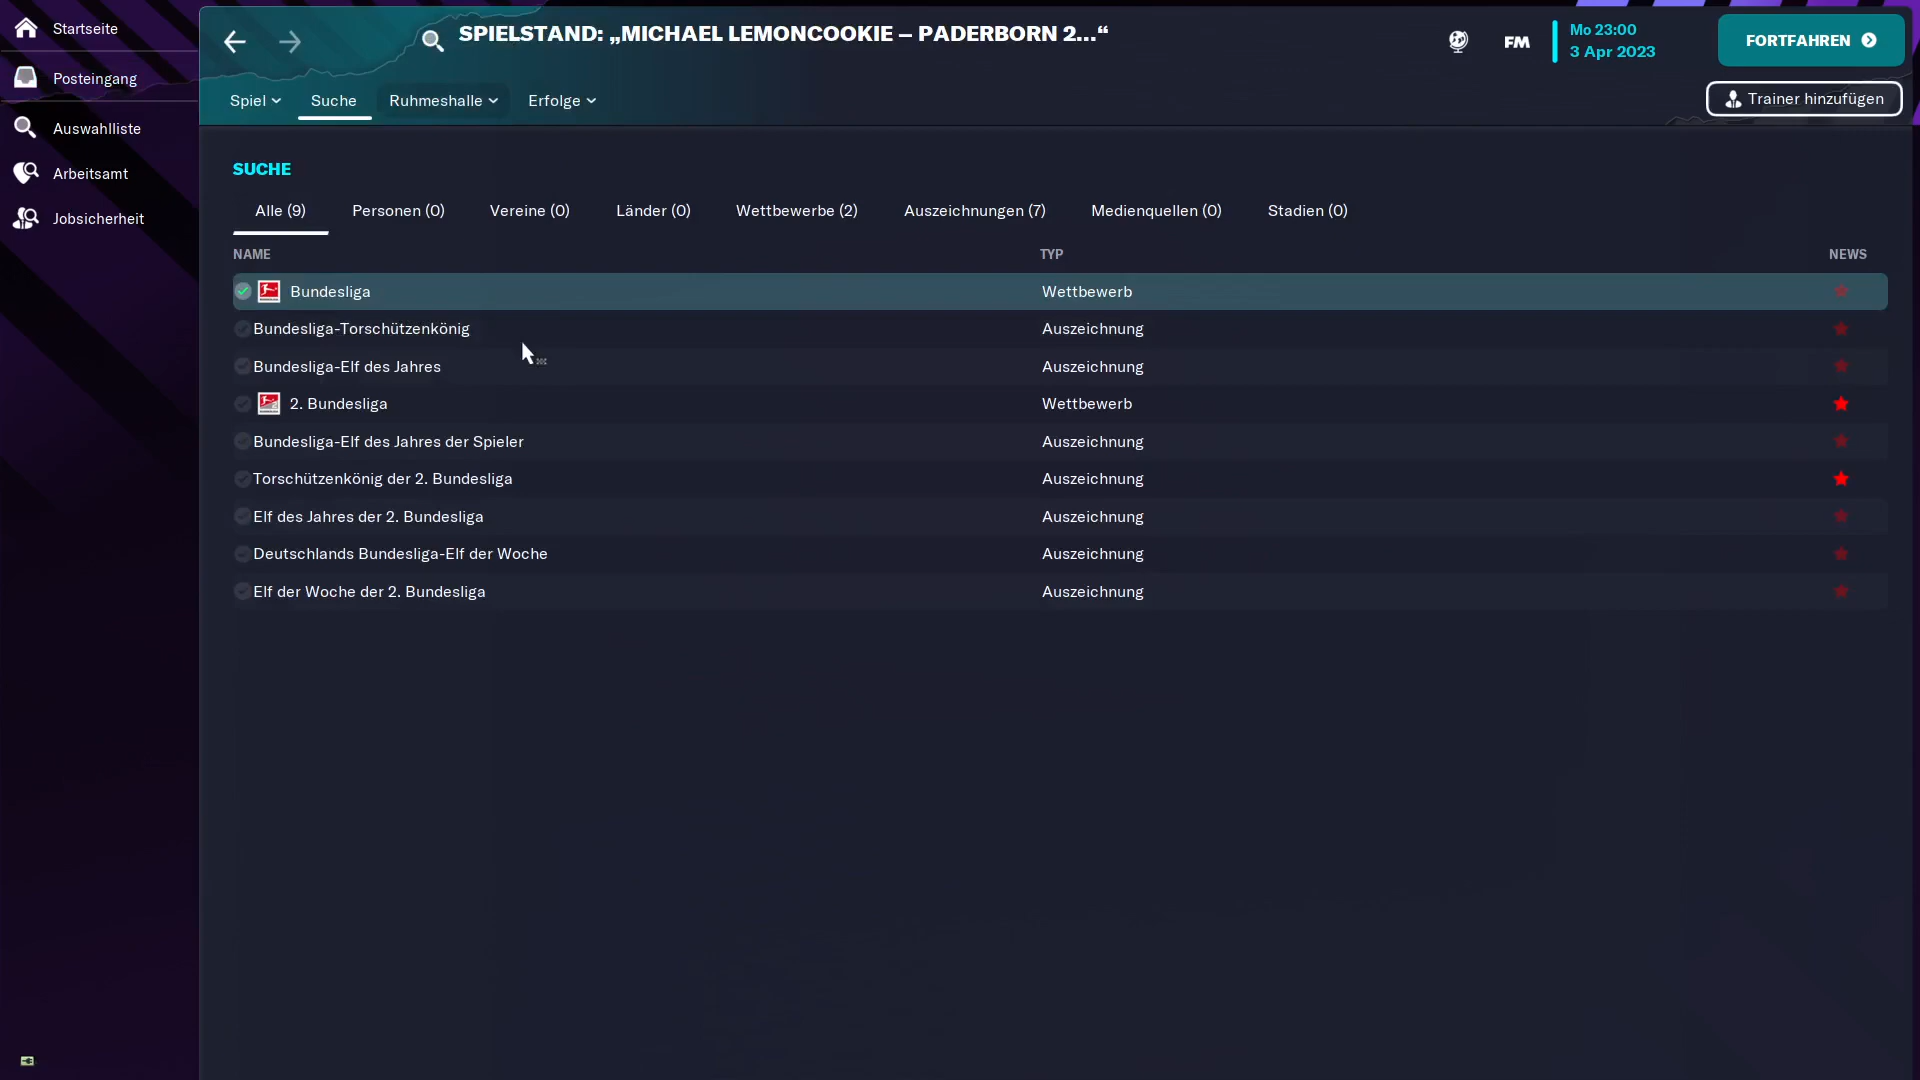 Startseite
Posteingang
Auswahlliste
Arbeitsamt
Jobsicherheit
SPIELSTAND: „MICHAEL LEMONCOOKIE – PADERBORN 2...“
FM
Mo 23:00
3 Apr 2023
FORTFAHREN
Spiel
Suche
Ruhmeshalle
Erfolge
Trainer hinzufügen
SUCHE
Alle (9) Personen (0) Vereine (0) Länder (0) Wettbewerbe (2) Auszeichnungen (7) Medienquellen (0) Stadien (0)
NAME TYP NEWS
Bundesliga Wettbewerb
Bundesliga-Torschützenkönig Auszeichnung
Bundesliga-Elf des Jahres Auszeichnung
2. Bundesliga Wettbewerb
Bundesliga-Elf des Jahres der Spieler Auszeichnung
Torschützenkönig der 2. Bundesliga Auszeichnung
Elf des Jahres der 2. Bundesliga Auszeichnung
Deutschlands Bundesliga-Elf der Woche Auszeichnung
Elf der Woche der 2. Bundesliga Auszeichnung